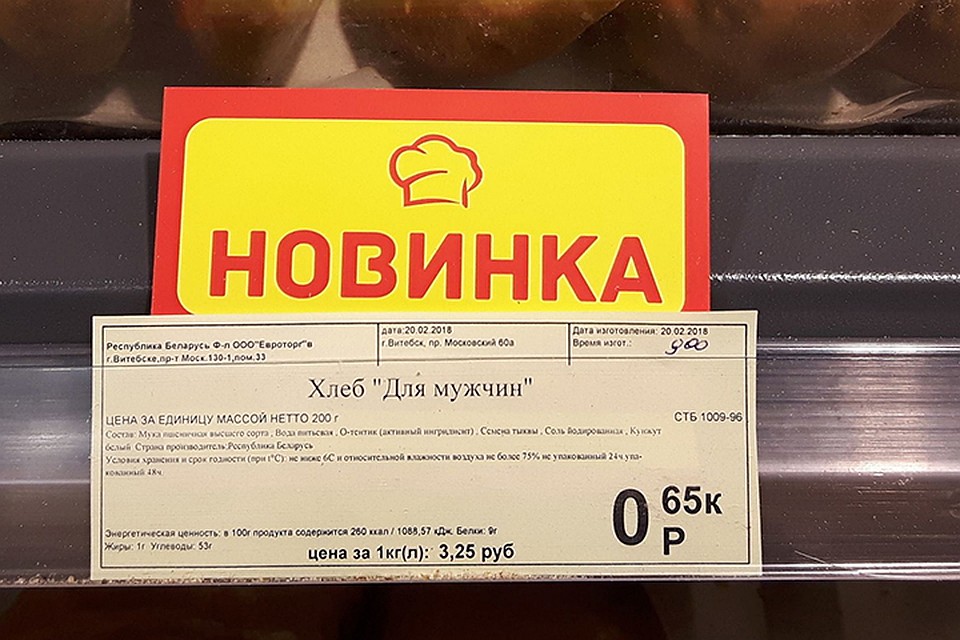 НОВИНКА
Республика Беларусь Ф-л ООО"Евроторг"в
г.Витебске,пр-т Моск.130-1,пом.33
дата:20.02.2018
г.Витебск, пр. Московский 60а
Дата изготовления: 20.02.2018
Время изгот.: 9 00
Хлеб "Для мужчин"
ЦЕНА ЗА ЕДИНИЦУ МАССОЙ НЕТТО 200 г
СТБ 1009-96
Состав: Мука пшеничная высшего сорта , Вода питьевая , О-тентик (активный ингридиент) , Семена тыквы , Соль йодированная , Кунжут
белый Страна производитель:Республика Беларусь
Условия хранения и срок годности (при t°C): не ниже 6С и относительной влажности воздуха не более 75% не упакованный 24ч.упа-
кованный 48ч.
0 65к
Р
Энергетическая ценность: в 100г продукта содержится 260 ккал / 1088,57 кДж. Белки: 9г
Жиры: 1г Углеводы: 53г
цена за 1кг(л): 3,25 руб